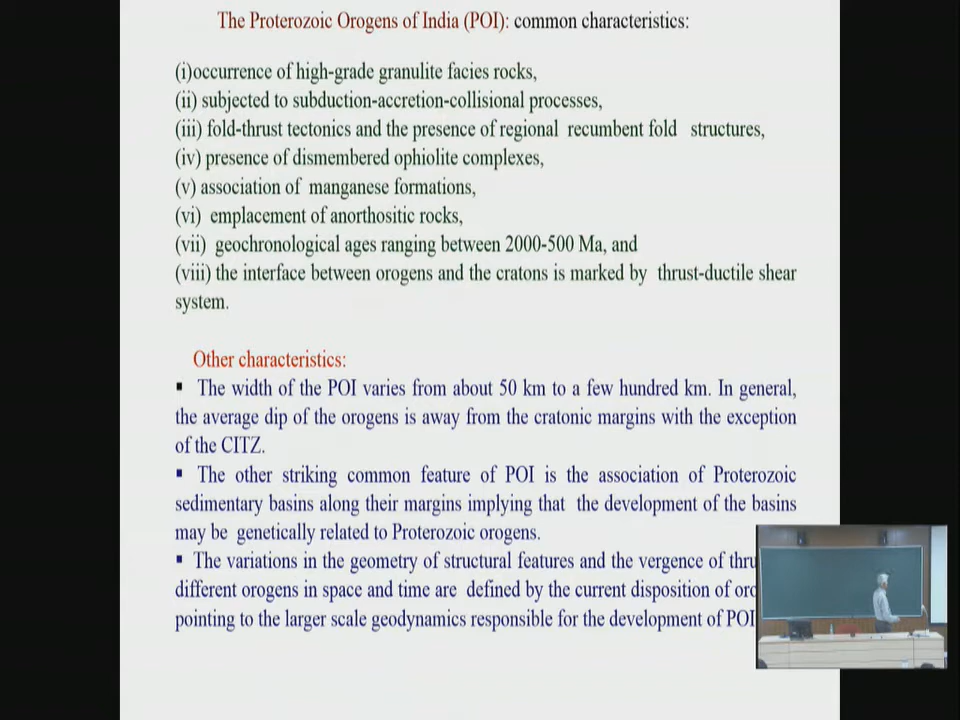 The Proterozoic Orogens of India (POI): common characteristics:
(i)occurrence of high-grade granulite facies rocks,
(ii) subjected to subduction-accretion-collisional processes,
(iii) fold-thrust tectonics and the presence of regional recumbent fold structures,
(iv) presence of dismembered ophiolite complexes,
(v) association of manganese formations,
(vi) emplacement of anorthositic rocks,
(vii) geochronological ages ranging between 2000-500 Ma, and
(viii) the interface between orogens and the cratons is marked by thrust-ductile shear
system.
Other characteristics:
▪ The width of the POI varies from about 50 km to a few hundred km. In general,
the average dip of the orogens is away from the cratonic margins with the exception
of the CITZ.
▪ The other striking common feature of POI is the association of Proterozoic
sedimentary basins along their margins implying that the development of the basins
may be genetically related to Proterozoic orogens.
▪ The variations in the geometry of structural features and the vergence of
different orogens in space and time are defined by the current disposition of
pointing to the larger scale geodynamics responsible for the development of POI